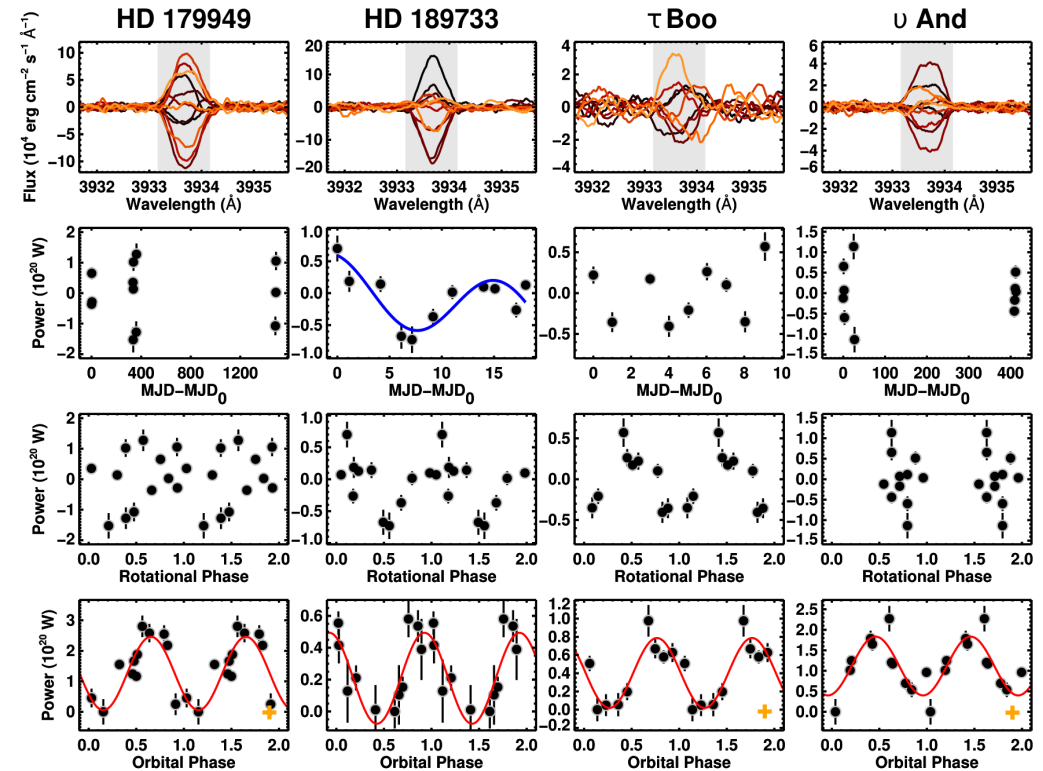 HD 179949 HD 189733 τ Boo υ And
Flux (10⁴ erg cm⁻² s⁻¹ Å⁻¹)
10 5 0 −5 −10
20 10 0 −10 −20
4 2 0 −2 −4
6 4 2 0 −2 −4 −6
3932 3933 3934 3935 3932 3933 3934 3935 3932 3933 3934 3935 3932 3933 3934 3935
Wavelength (Å) Wavelength (Å) Wavelength (Å) Wavelength (Å)
Power (10²⁰ W)
2 1 0 −1 −2
1.0 0.5 0.0 −0.5 −1.0
0.5 0.0 −0.5
1.5 1.0 0.5 0.0 −0.5 −1.0 −1.5
0 400 800 1200 0 5 10 15 0 2 4 6 8 10 0 100 200 300 400
MJD−MJD₀ MJD−MJD₀ MJD−MJD₀ MJD−MJD₀
Power (10²⁰ W)
2 1 0 −1 −2
1.0 0.5 0.0 −0.5 −1.0
0.5 0.0 −0.5
1.5 1.0 0.5 0.0 −0.5 −1.0 −1.5
0.0 0.5 1.0 1.5 2.0 0.0 0.5 1.0 1.5 2.0 0.0 0.5 1.0 1.5 2.0 0.0 0.5 1.0 1.5 2.0
Rotational Phase Rotational Phase Rotational Phase Rotational Phase
Power (10²⁰ W)
3 2 1 0
0.6 0.4 0.2 0.0
1.2 1.0 0.8 0.6 0.4 0.2 −0.0 −0.2
2.5 2.0 1.5 1.0 0.5 0.0
0.0 0.5 1.0 1.5 2.0 0.0 0.5 1.0 1.5 2.0 0.0 0.5 1.0 1.5 2.0 0.0 0.5 1.0 1.5 2.0
Orbital Phase Orbital Phase Orbital Phase Orbital Phase